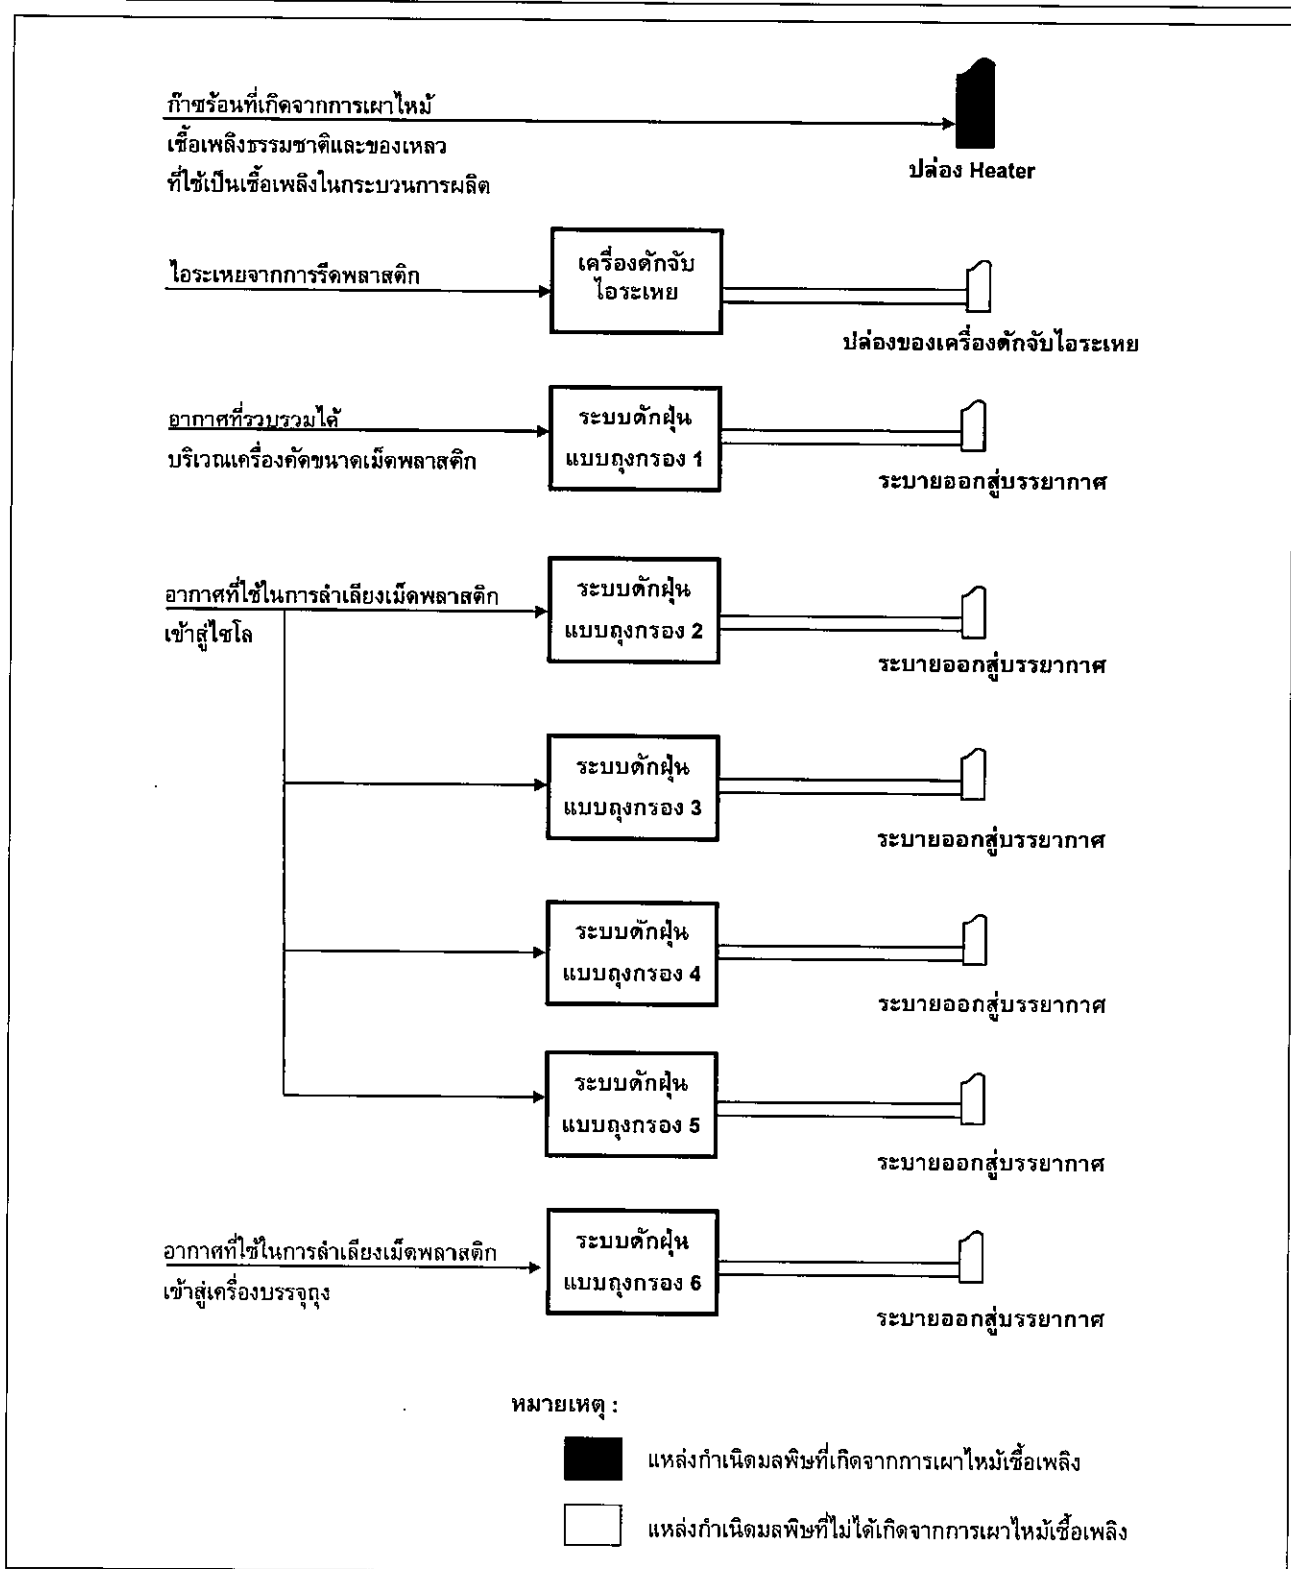 ก๊าซร้อนที่เกิดจากการเผาไหม้
เชื้อเพลิงธรรมชาติและของเหลว
ที่ใช้เป็นเชื้อเพลิงในกระบวนการผลิต
ปล่อง Heater
ไอระเหยจากการรีดพลาสติก
เครื่องดักจับ
ไอระเหย
ปล่องของเครื่องดักจับไอระเหย
อากาศที่รวบรวมได้
บริเวณเครื่องคัดขนาดเม็ดพลาสติก
ระบบดักฝุ่น
แบบถุงกรอง 1
ระบายออกสู่บรรยากาศ
อากาศที่ใช้ในการลำเลียงเม็ดพลาสติก
เข้าสู่ไซโล
ระบบดักฝุ่น
แบบถุงกรอง 2
ระบายออกสู่บรรยากาศ
ระบบดักฝุ่น
แบบถุงกรอง 3
ระบายออกสู่บรรยากาศ
ระบบดักฝุ่น
แบบถุงกรอง 4
ระบายออกสู่บรรยากาศ
ระบบดักฝุ่น
แบบถุงกรอง 5
ระบายออกสู่บรรยากาศ
อากาศที่ใช้ในการลำเลียงเม็ดพลาสติก
เข้าสู่เครื่องบรรจุถุง
ระบบดักฝุ่น
แบบถุงกรอง 6
ระบายออกสู่บรรยากาศ
หมายเหตุ :
แหล่งกำเนิดมลพิษที่เกิดจากการเผาไหม้เชื้อเพลิง
แหล่งกำเนิดมลพิษที่ไม่ได้เกิดจากการเผาไหม้เชื้อเพลิง